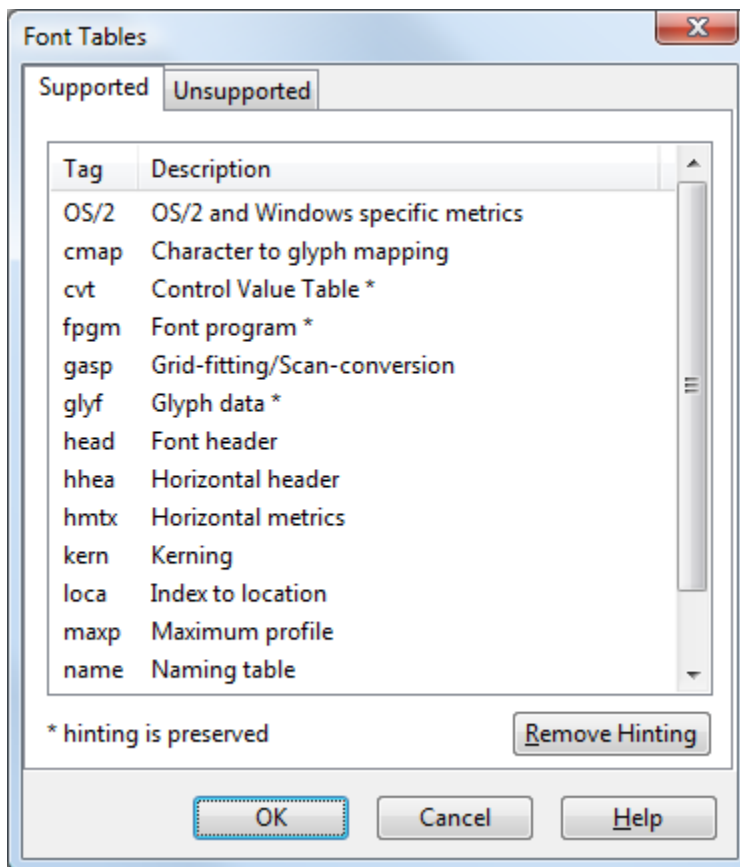 Font Tables
Supported Unsupported
Tag Description
OS/2 OS/2 and Windows specific metrics
cmap Character to glyph mapping
cvt Control Value Table *
fpgm Font program *
gasp Grid-fitting/Scan-conversion
glyf Glyph data *
head Font header
hhea Horizontal header
hmtx Horizontal metrics
kern Kerning
loca Index to location
maxp Maximum profile
name Naming table
* hinting is preserved Remove Hinting
OK Cancel Help